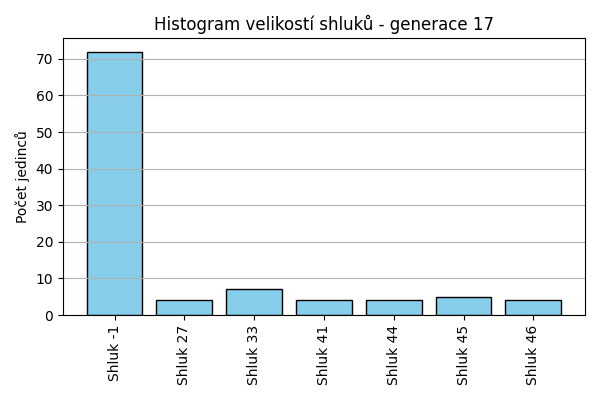 Histogram velikostí shluků - generace 17
Počet jedinců
70
60
50
40
30
20
10
0
Shluk -1
Shluk 27
Shluk 33
Shluk 41
Shluk 44
Shluk 45
Shluk 46